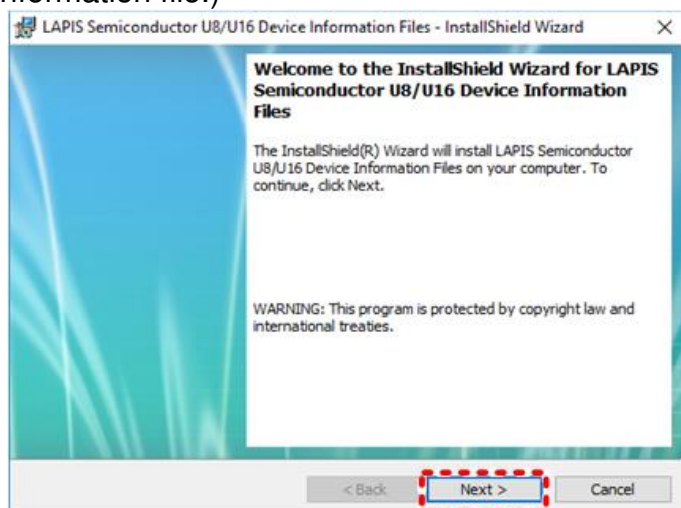 nformation file.)
LAPIS Semiconductor U8/U16 Device Information Files - InstallShield Wizard
Welcome to the InstallShield Wizard for LAPIS
Semiconductor U8/U16 Device Information
Files
The InstallShield(R) Wizard will install LAPIS Semiconductor
U8/U16 Device Information Files on your computer. To
continue, click Next.
WARNING: This program is protected by copyright law and
international treaties.
< Back Next > Cancel